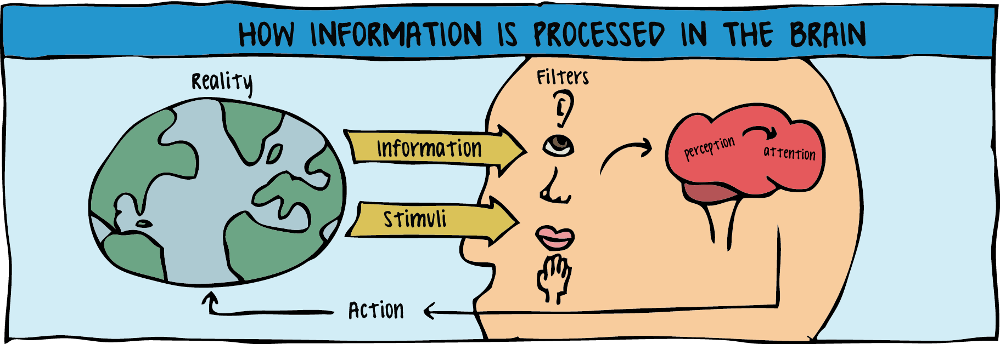 HOW INFORMATION IS PROCESSED IN THE BRAIN
Reality
Filters
Information
perception
attention
Stimuli
Action